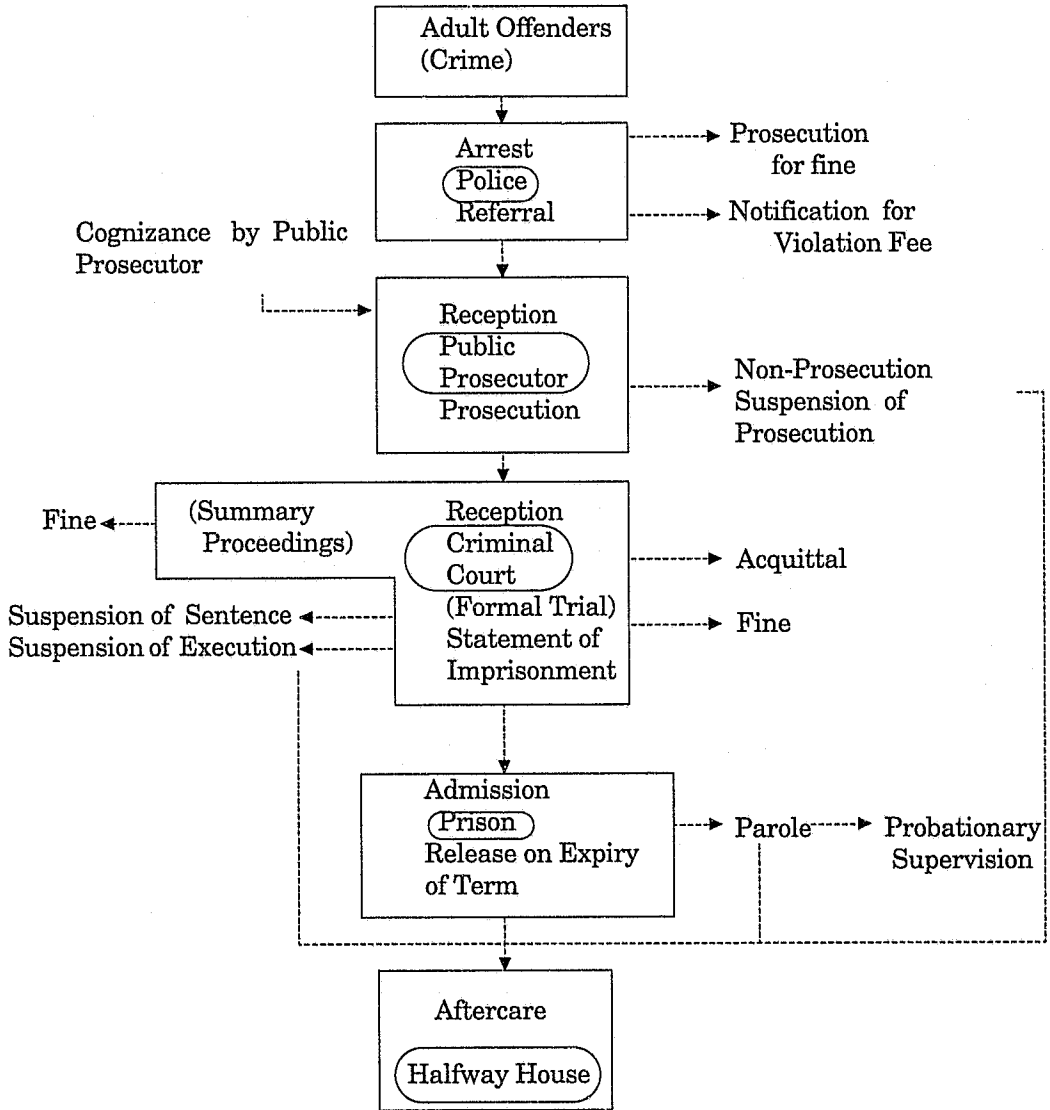 Adult Offenders
(Crime)
Arrest
Police
Referral
Prosecution
for fine
Notification for
Violation Fee
Cognizance by Public
Prosecutor
Reception
Public
Prosecutor
Prosecution
Non-Prosecution
Suspension of
Prosecution
Fine
(Summary
Proceedings)
Reception
Criminal
Court
(Formal Trial)
Statement of
Imprisonment
Acquittal
Fine
Suspension of Sentence
Suspension of Execution
Admission
Prison
Release on Expiry
of Term
Parole
Probationary
Supervision
Aftercare
Halfway House